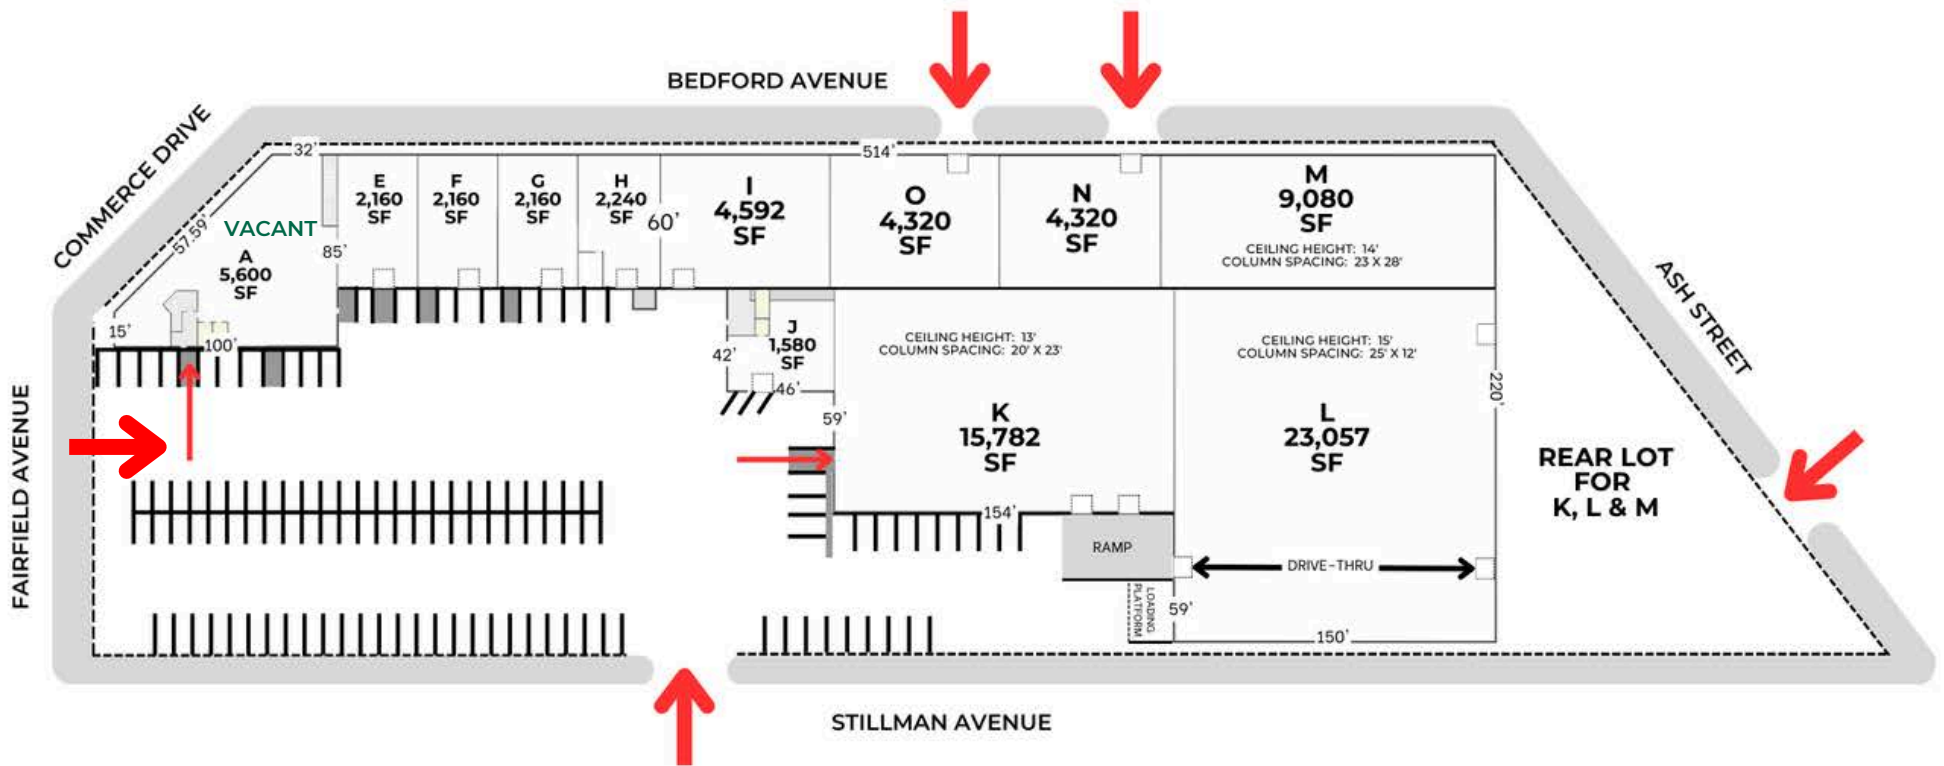 BEDFORD AVENUE
COMMERCE DRIVE
32'
514'
57.59'
VACANT
A
5,600
SF
85'
15'
100'
E
2,160
SF
F
2,160
SF
G
2,160
SF
H
2,240
SF
60'
I
4,592
SF
O
4,320
SF
N
4,320
SF
M
9,080
SF
CEILING HEIGHT: 14'
COLUMN SPACING: 23 X 28'
ASH STREET
J
1,580
SF
42'
46'
59'
CEILING HEIGHT: 13'
COLUMN SPACING: 20' X 23'
K
15,782
SF
154'
CEILING HEIGHT: 15'
COLUMN SPACING: 25' X 12'
L
23,057
SF
220'
REAR LOT
FOR
K, L & M
RAMP
DRIVE-THRU
LOADING
PLATFORM
59'
150'
FAIRFIELD AVENUE
STILLMAN AVENUE